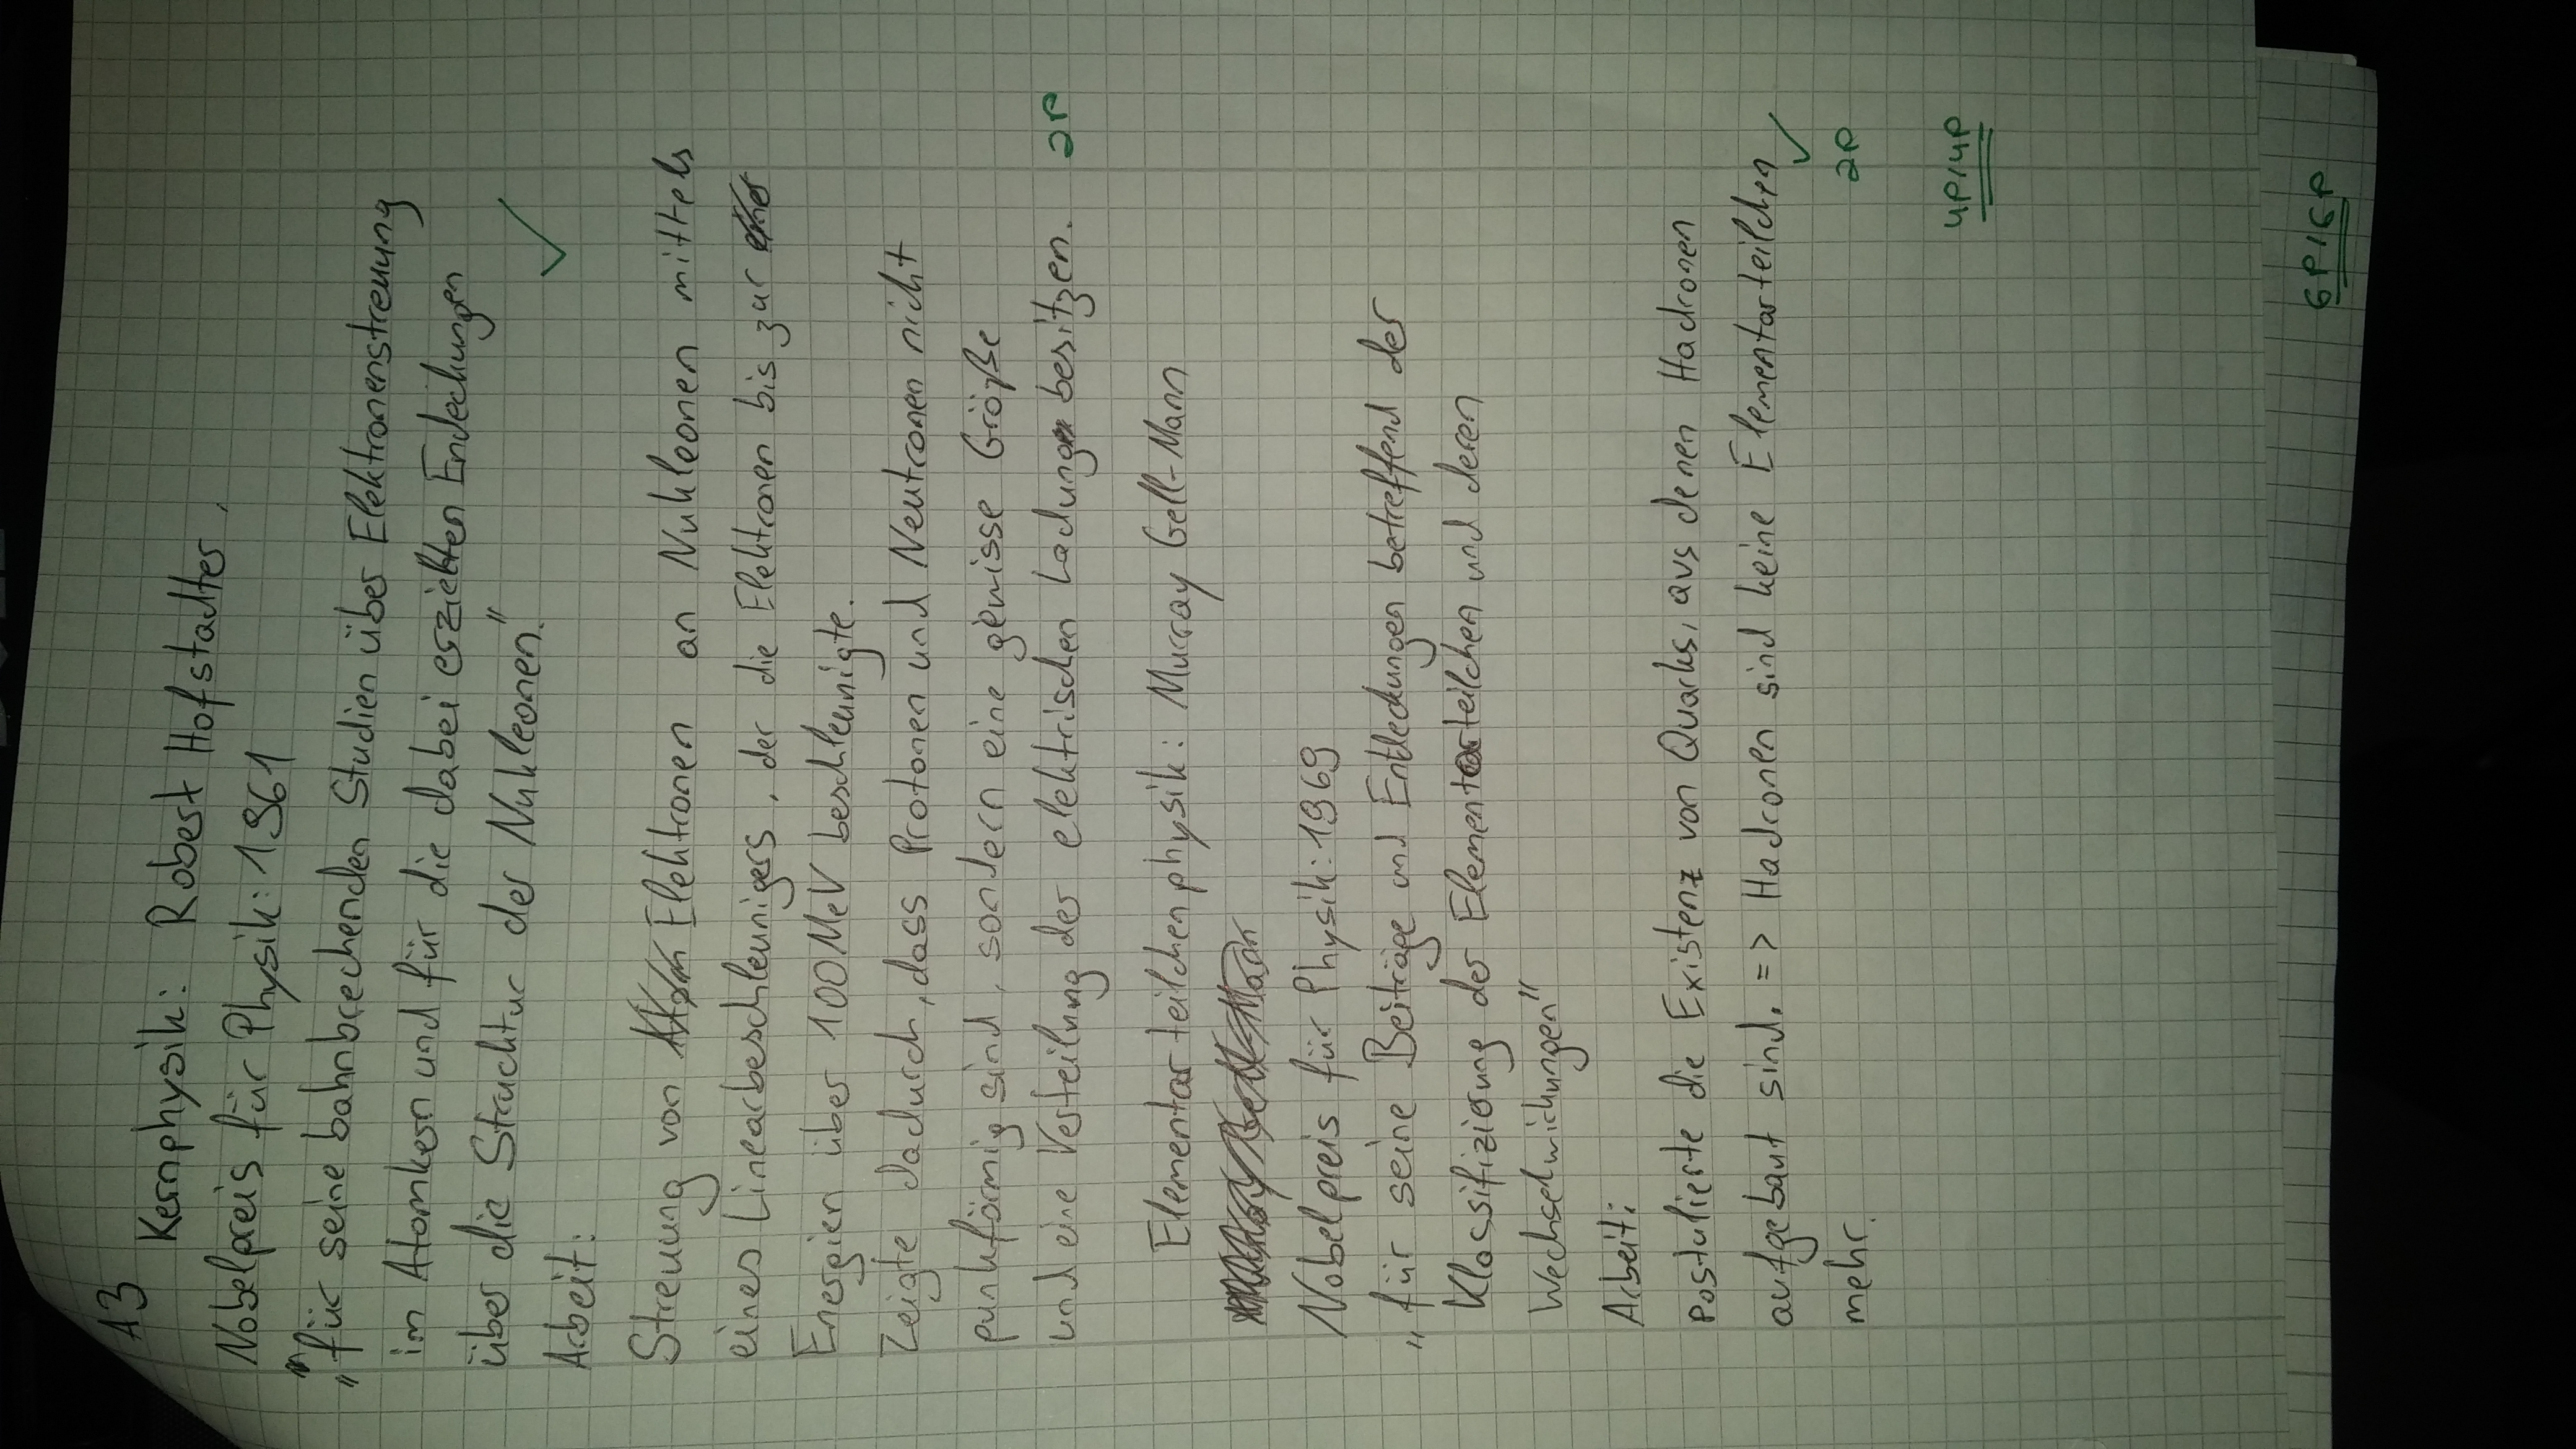 A3
Kernphysik: Robert Hofstadter,
Nobelpreis für Physik: 1961
„für seine bahnbrechenden Studien über Elektronenstreuung
im Atomkern und für die dabei erzielten Endeckungen
über die Strucktur der Nukleonen."
Arbeit:
Streuung von Elektronen an Nukleonen mittels
eines Linearbeschleunigers, der die Elektronen bis zur
Energien über 100 MeV beschleunigte.
Zeigte dadurch, dass Protonen und Neutronen nicht
punkförmig sind, sondern eine gewisse Größe
und eine Verteilung der elektrischen Ladung besitzen. 2P
Elementarteilchenphysik: Murray Gell-Mann
Nobelpreis für Physik: 1969
„für seine Beiträge und Entdeckungen betreffend der
Klassifizierung der Elementarteilchen und deren
Wechselwirkungen"
Arbeit:
postulierte die Existenz von Quarks, aus denen Hadronen
aufgebaut sind. => Hadronen sind keine Elementarteilchen
mehr. 2P
4P/4P
6P/6P